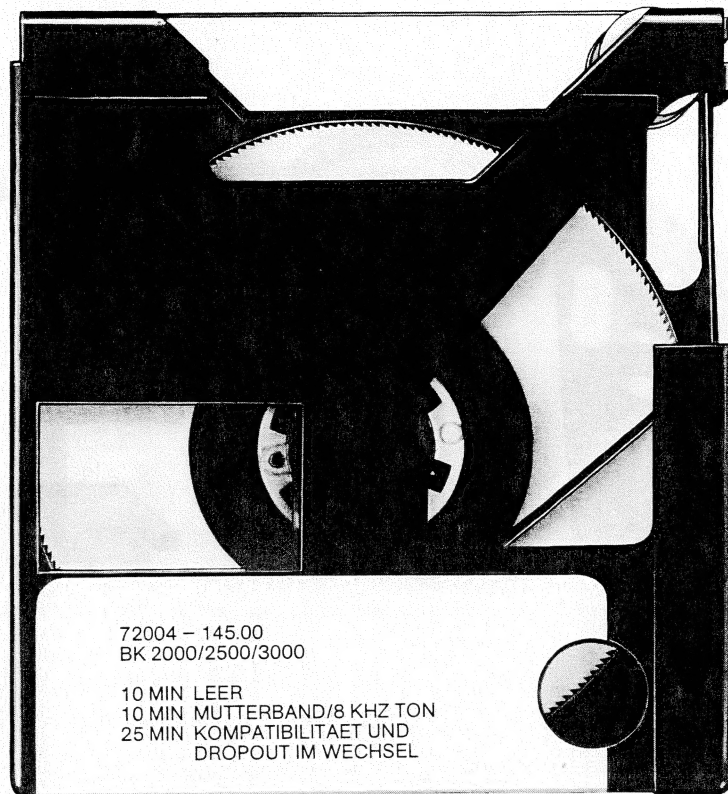 72004 – 145.00
BK 2000/2500/3000
10 MIN LEER
10 MIN MUTTERBAND/8 KHZ TON
25 MIN KOMPATIBILITAET UND
DROPOUT IM WECHSEL